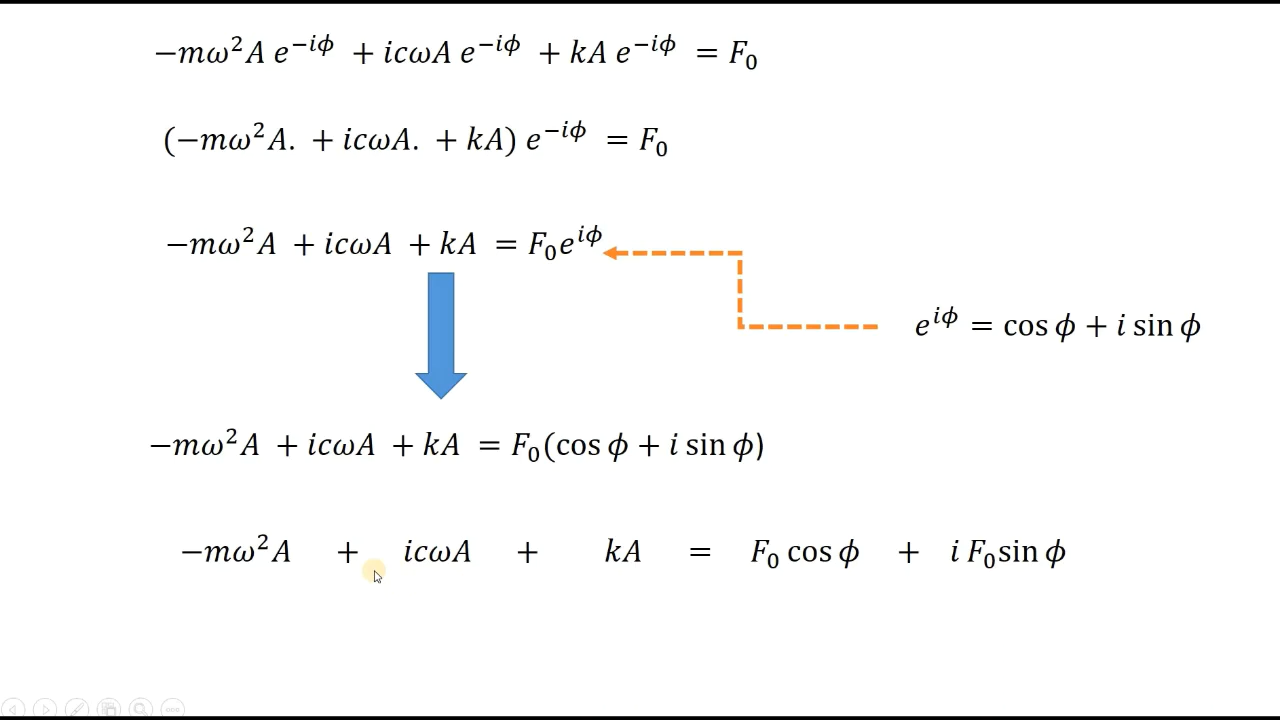 −mω²A e^{−iϕ} + icωA e^{−iϕ} + kA e^{−iϕ} = F₀
(−mω²A. + icωA. + kA) e^{−iϕ} = F₀
−mω²A + icωA + kA = F₀e^{iϕ}
e^{iϕ} = cos ϕ + i sin ϕ
−mω²A + icωA + kA = F₀(cos ϕ + i sin ϕ)
−mω²A + icωA + kA = F₀ cos ϕ + i F₀sin ϕ